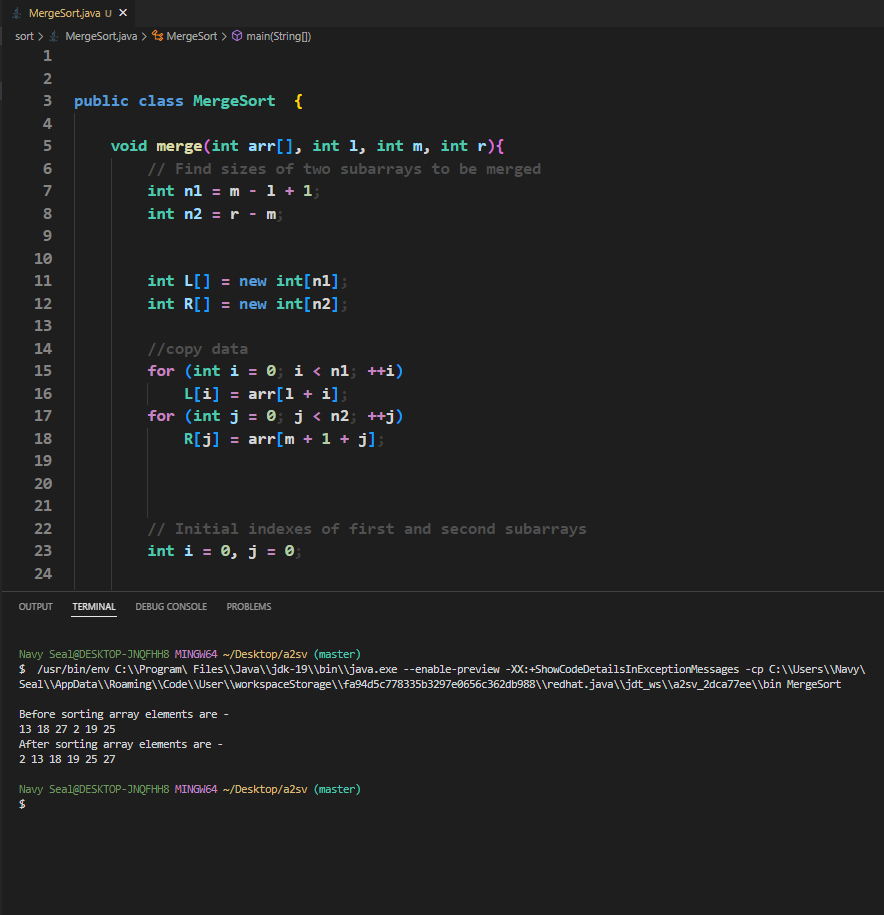 MergeSort.java U ×
sort > MergeSort.java > MergeSort > main(String[])
1
2
3 public class MergeSort  {
4
5 void merge(int arr[], int l, int m, int r){
6 // Find sizes of two subarrays to be merged
7 int n1 = m - l + 1;
8 int n2 = r - m;
9
10
11 int L[] = new int[n1];
12 int R[] = new int[n2];
13
14 //copy data
15 for (int i = 0; i < n1; ++i)
16 L[i] = arr[l + i];
17 for (int j = 0; j < n2; ++j)
18 R[j] = arr[m + 1 + j];
19
20
21
22 // Initial indexes of first and second subarrays
23 int i = 0, j = 0;
24
OUTPUT TERMINAL DEBUG CONSOLE PROBLEMS
Navy Seal@DESKTOP-JNQFHH8 MINGW64 ~/Desktop/a2sv (master)
$  /usr/bin/env C:\\Program\ Files\\Java\\jdk-19\\bin\\java.exe --enable-preview -XX:+ShowCodeDetailsInExceptionMessages -cp C:\\Users\\Navy\
Seal\\AppData\\Roaming\\Code\\User\\workspaceStorage\\fa94d5c778335b3297e0656c362db988\\redhat.java\\jdt_ws\\a2sv_2dca77ee\\bin MergeSort
Before sorting array elements are -
13 18 27 2 19 25
After sorting array elements are -
2 13 18 19 25 27
Navy Seal@DESKTOP-JNQFHH8 MINGW64 ~/Desktop/a2sv (master)
$